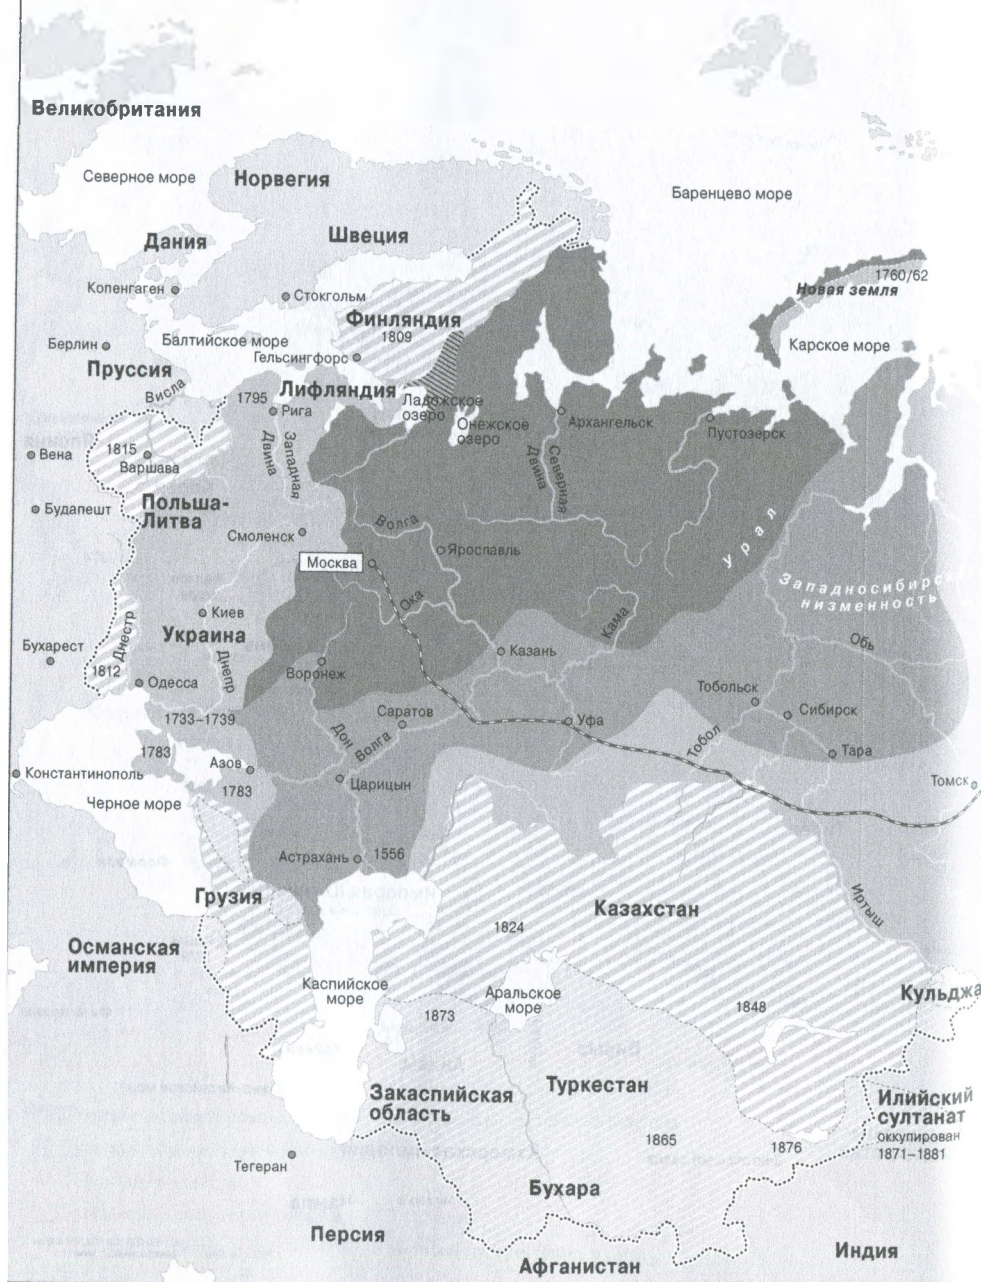 Великобритания
Северное море
Норвегия
Баренцево море
Дания
Швеция
1760/62
Новая земля
Копенгаген
Стокгольм
Финляндия
1809
Карское море
Берлин
Балтийское море
Гельсингфорс
Пруссия
Висла
Лифляндия
1795
Рига
Ладожское
озеро
Онежское
озеро
Архангельск
Пустозерск
Западная
Двина
Северная
Двина
1815
Варшава
Вена
Польша-
Литва
Будапешт
Смоленск
Волга
Ярославль
Урал
Москва
Западносибирск
низменность
Ока
Кама
Обь
Киев
Украина
Днестр
Днепр
Бухарест
1812
Одесса
Воронеж
Казань
Тобольск
Сибирск
1733–1739
Саратов
Дон
Волга
Уфа
Тобол
Тара
1783
Азов
Константинополь
1783
Царицын
Томск
Черное море
Астрахань
1556
Грузия
Казахстан
Иртыш
1824
Османская
империя
Каспийское
море
Аральское
море
1873
1848
Кульджа
Закаспийская
область
Туркестан
Илийский
султанат
оккупирован
1871–1881
1865
1876
Тегеран
Бухара
Персия
Афганистан
Индия